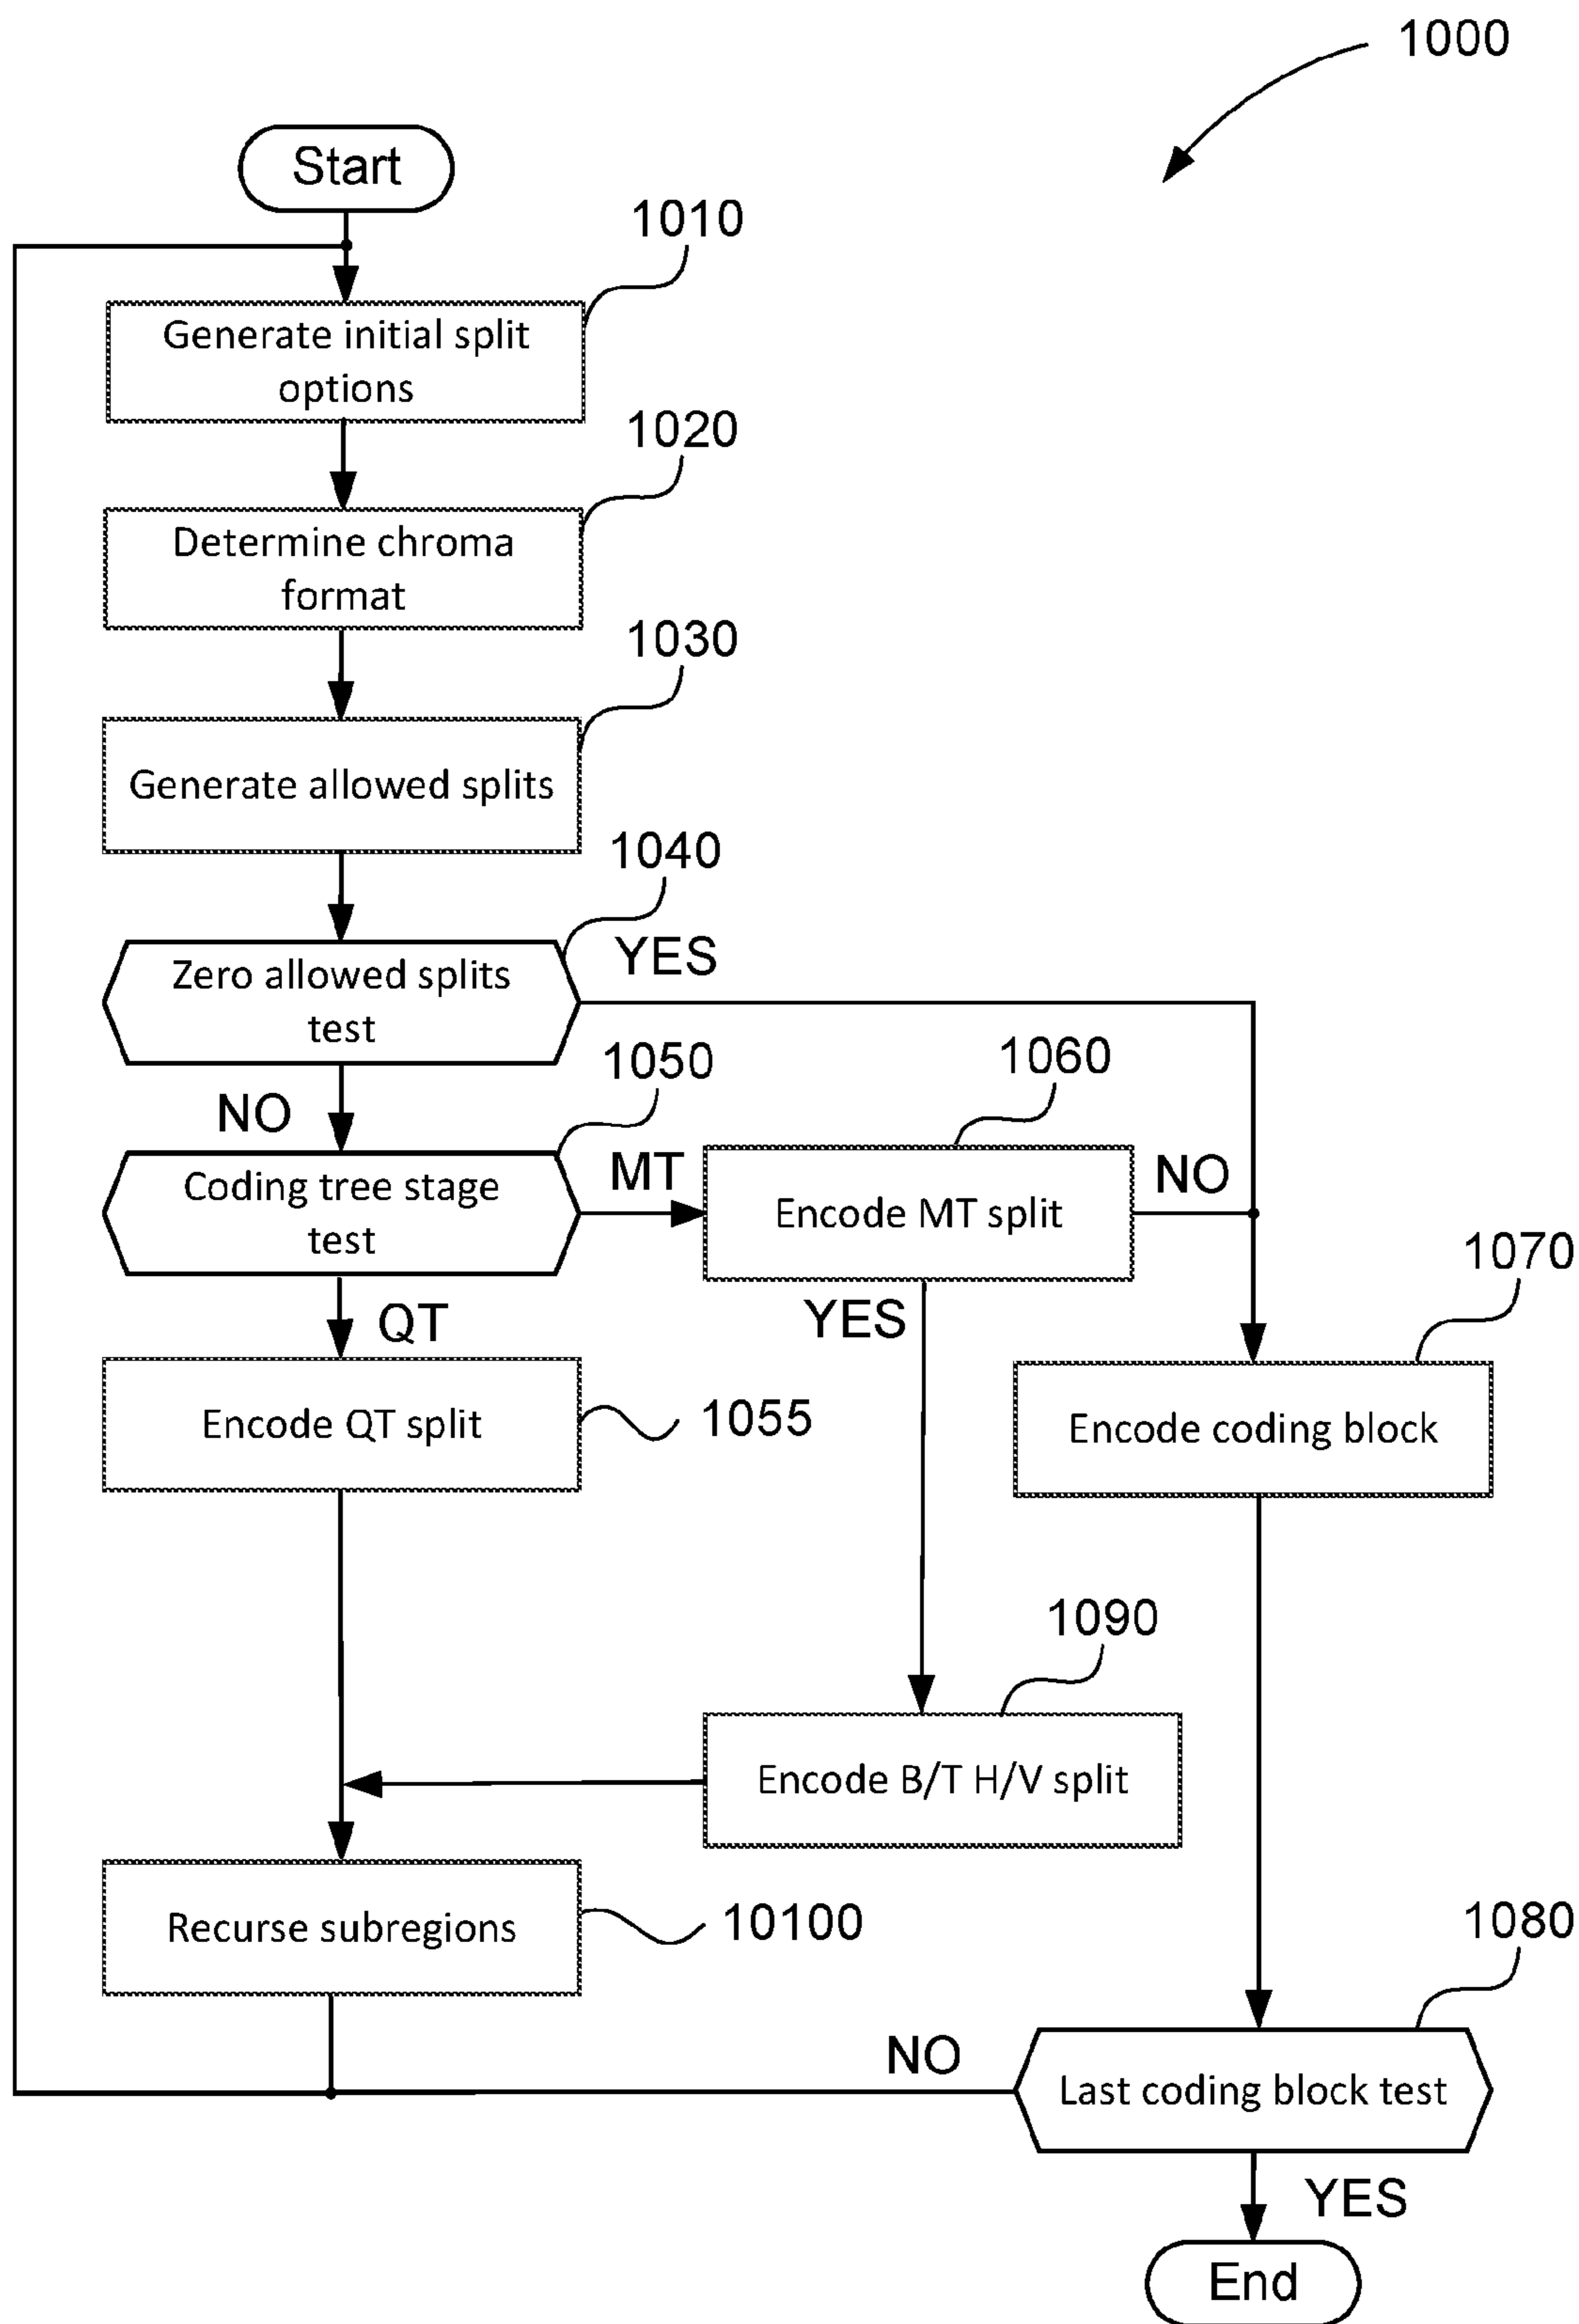 1000
Start
1010
Generate initial split
options
1020
Determine chroma
format
1030
Generate allowed splits
1040
YES
Zero allowed splits
test
NO
1050
1060
Coding tree stage
test
MT
Encode MT split
NO
1070
QT
YES
Encode QT split
1055
Encode coding block
1090
Encode B/T H/V split
Recurse subregions
10100
1080
NO
Last coding block test
YES
End